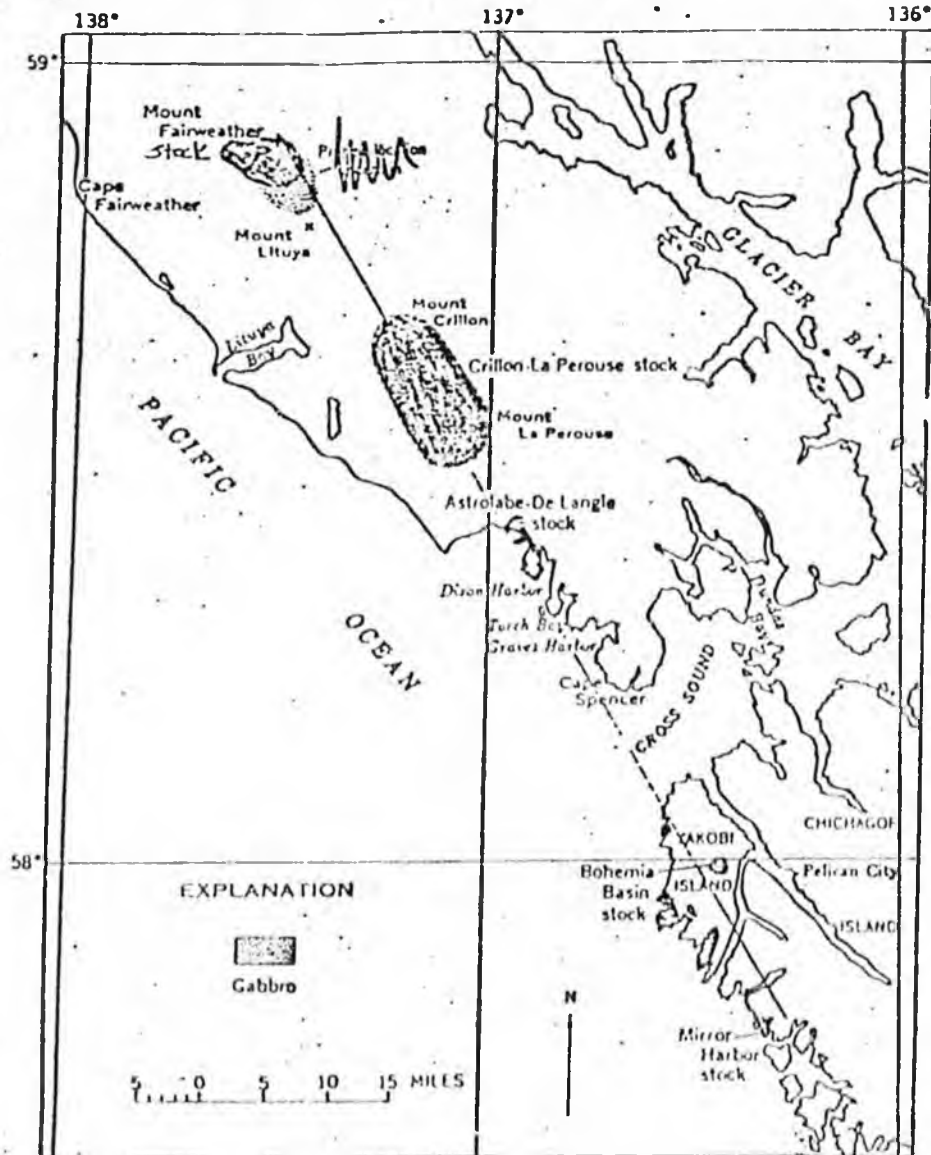 138°
137°
136°
59°
Mount
Fairweather
stock
Cape
Fairweather
Mount
Lituya
GLACIER
BAY
Mount
Crillon
Lituya
Bay
Crillon-La Perouse stock
PACIFIC
OCEAN
Mount
La Perouse
Astrolabe-De Langle
stock
Dixon Harbor
Torch Bay
Graves Harbor
Dundas
Bay
Cape
Spencer
CROSS SOUND
58°
YAKOBI
ISLAND
CHICHAGOF
ISLAND
Bohemia
Basin
stock
Pelican City
EXPLANATION
Gabbro
N
Mirror
Harbor
stock
5 0 5 10 15 MILES